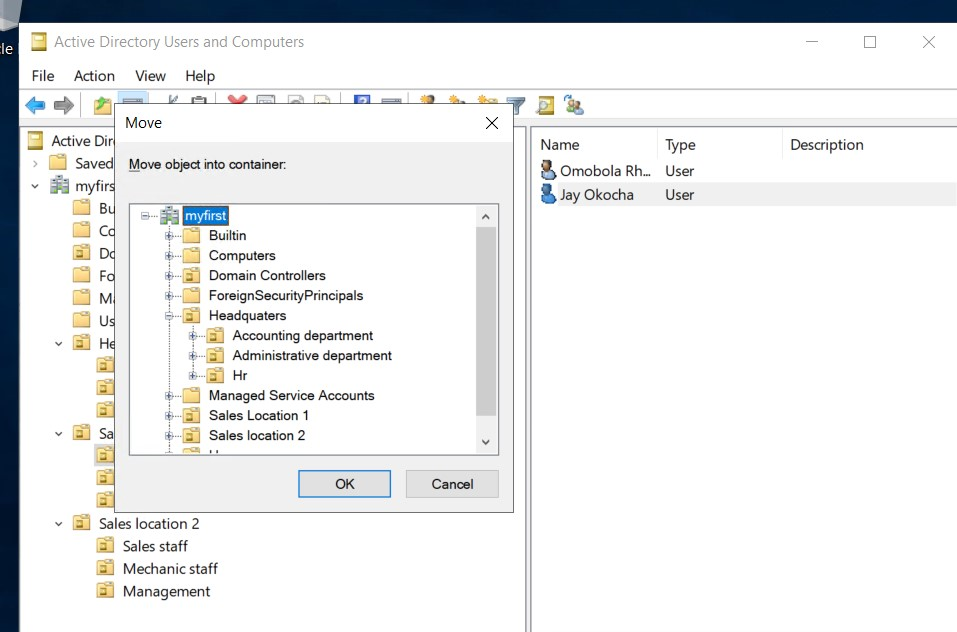 cle
Active Directory Users and Computers
File Action View Help
Move
Move object into container:
myfirst
Builtin
Computers
Domain Controllers
ForeignSecurityPrincipals
Headquaters
Accounting department
Administrative department
Hr
Managed Service Accounts
Sales Location 1
Sales location 2
OK Cancel
Active Dir
Saved
myfirs
Bu
Co
Do
Fo
Ma
Us
He
Sa
Sales location 2
Sales staff
Mechanic staff
Management
Name Type Description
Omobola Rh... User
Jay Okocha User